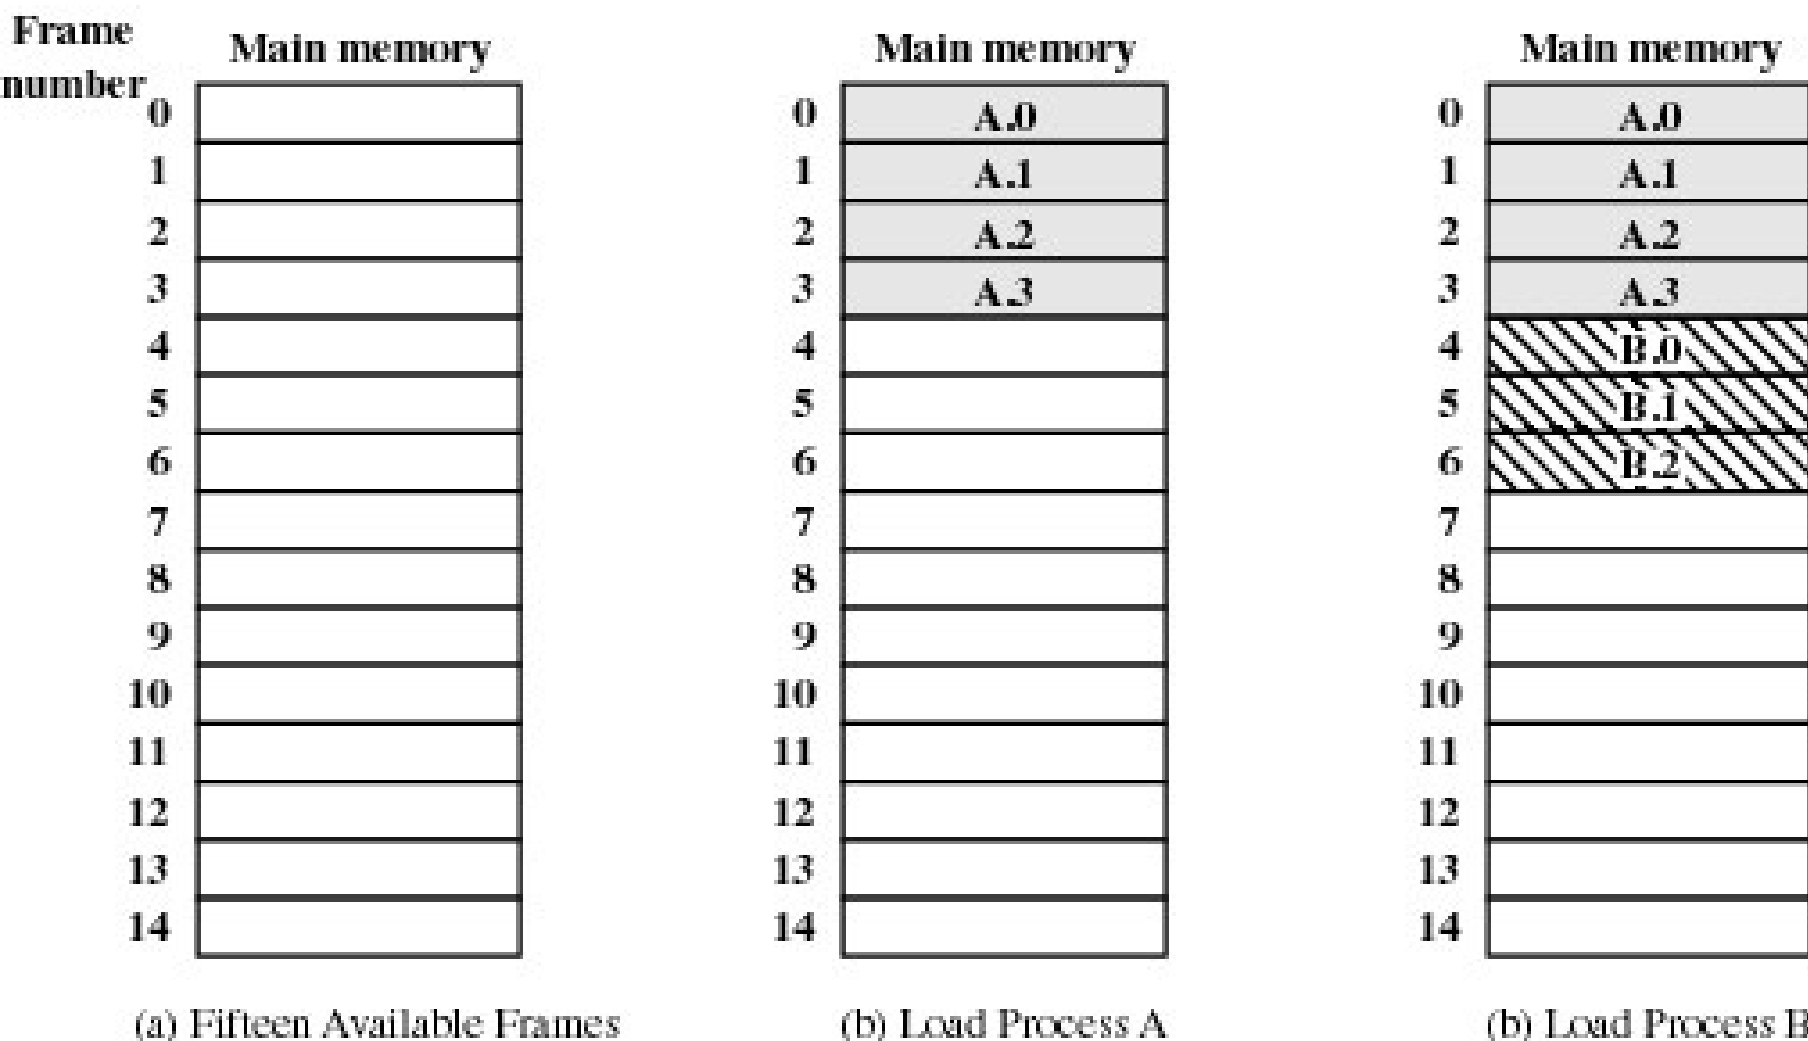 Frame
number
Main memory
0
1
2
3
4
5
6
7
8
9
10
11
12
13
14
(a) Fifteen Available Frames
Main memory
0 A.0
1 A.1
2 A.2
3 A.3
4
5
6
7
8
9
10
11
12
13
14
(b) Load Process A
Main memory
0 A.0
1 A.1
2 A.2
3 A.3
4 B.0
5 B.1
6 B.2
7
8
9
10
11
12
13
14
(b) Load Process B